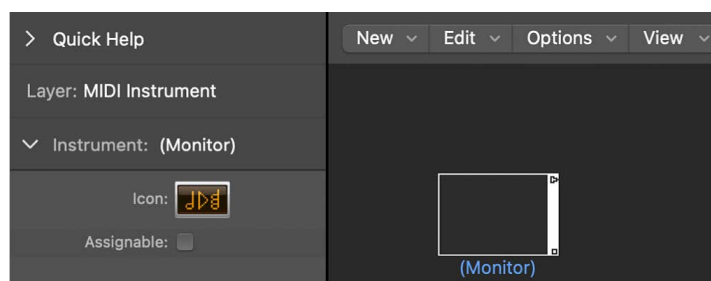 Quick Help
New Edit Options View
Layer: MIDI Instrument
Instrument: (Monitor)
Icon:
Assignable:
(Monitor)